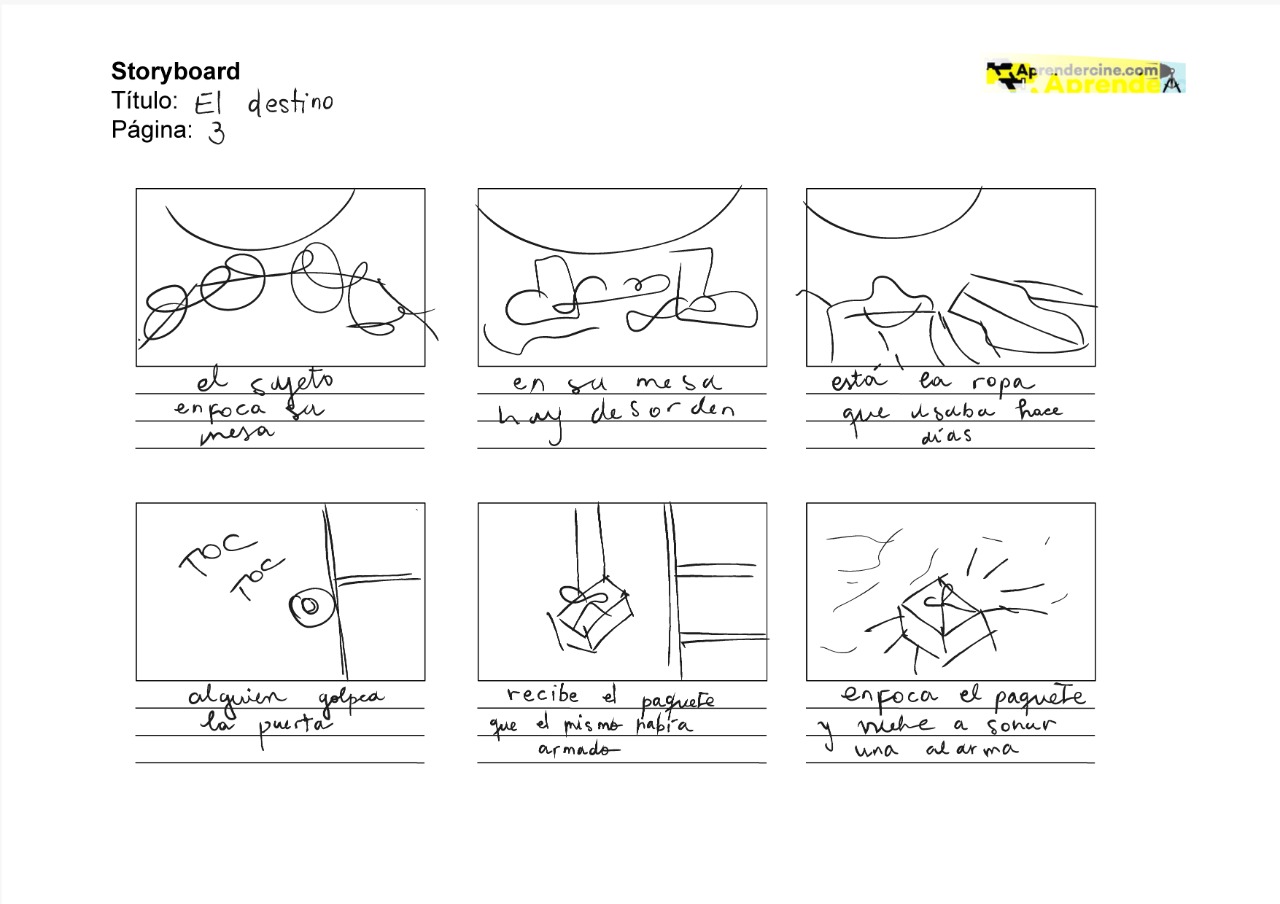 Storyboard
Título: El destino
Página: 3
Aprendercine.com
Aprende
el sujeto
enfoca su
mesa
en su mesa
hay desorden
está la ropa
que usaba hace
días
TOC
TOC
alguien golpea
la puerta
recibe el paquete
que el mismo había
armado
enfoca el paquete
y vuelve a sonar
una alarma